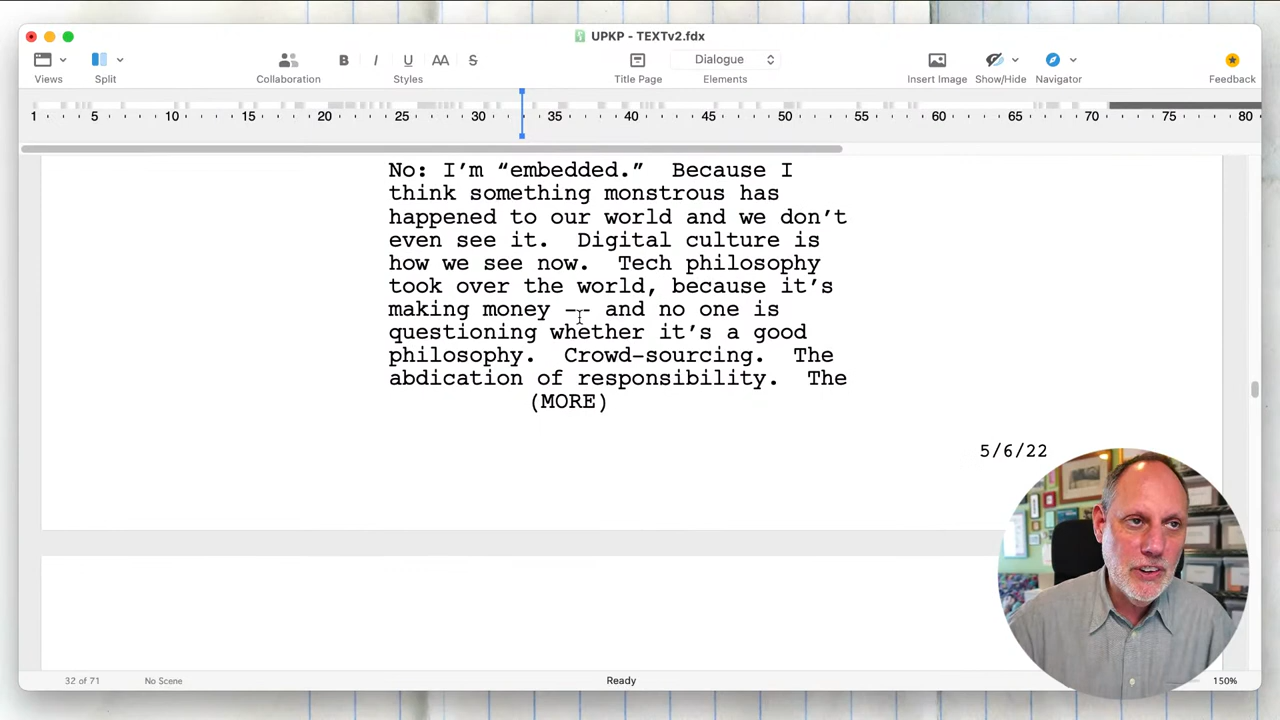 UPKP - TEXTv2.fdx
Dialogue
Views
Split
Collaboration
B I U AA S
Styles
Title Page
Elements
Insert Image
Show/Hide
Navigator
Feedback
1 5 10 15 20 25 30 35 40 45 50 55 60 65 70 75 80
No: I’m “embedded.”  Because I
think something monstrous has
happened to our world and we don’t
even see it.  Digital culture is
how we see now.  Tech philosophy
took over the world, because it’s
making money -- and no one is
questioning whether it’s a good
philosophy.  Crowd-sourcing.  The
abdication of responsibility.  The
(MORE)
5/6/22
32 of 71
No Scene
Ready
150%